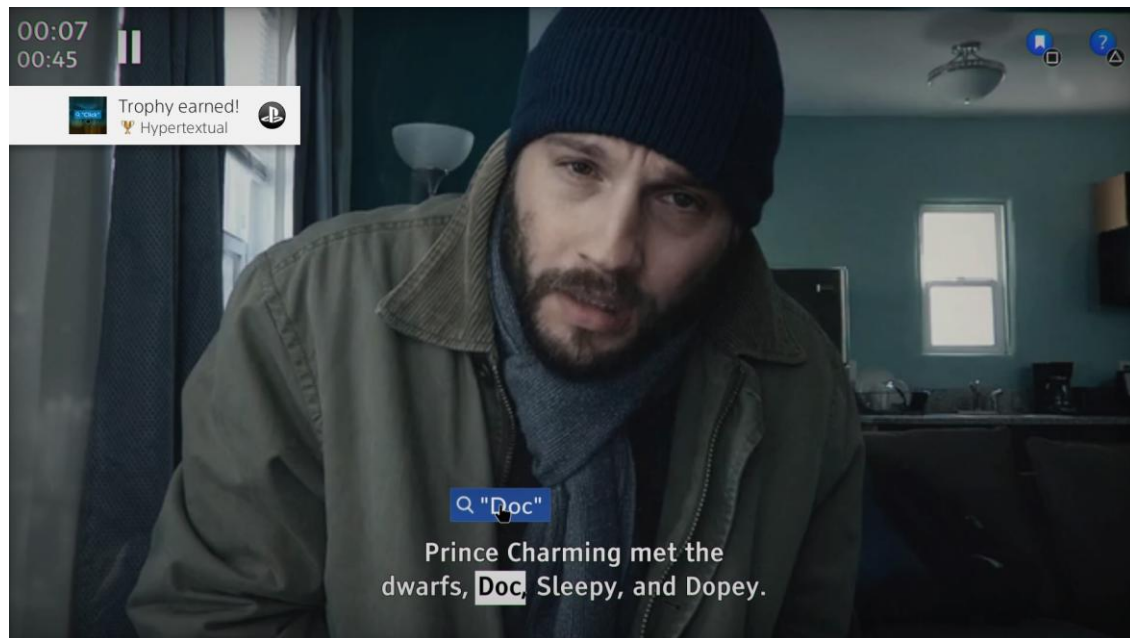 00:07
00:45
Trophy earned!
Hypertextual
?
"Doc"
Prince Charming met the
dwarfs, Doc, Sleepy, and Dopey.